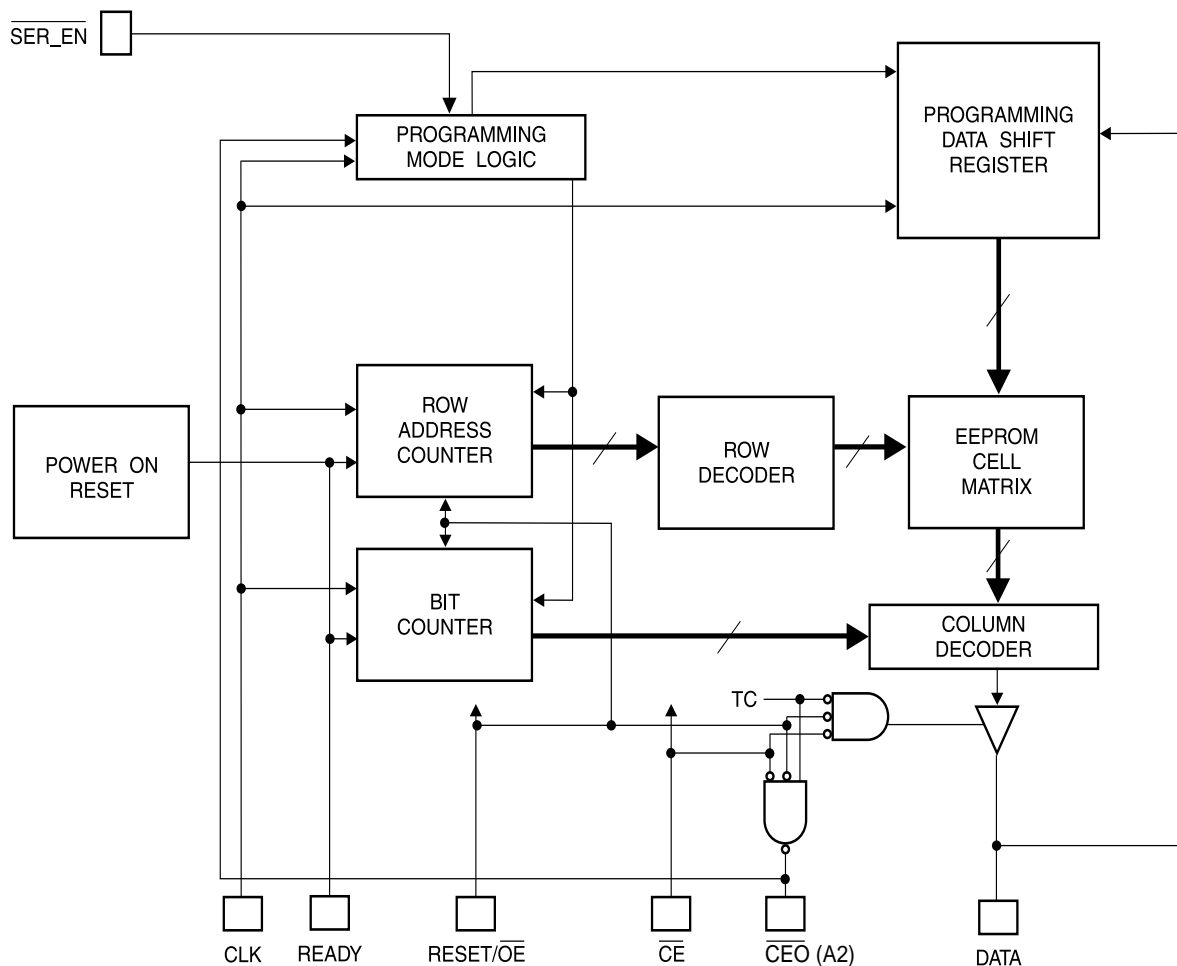 SER_EN
PROGRAMMING
MODE LOGIC
PROGRAMMING
DATA SHIFT
REGISTER
POWER ON
RESET
ROW
ADDRESS
COUNTER
ROW
DECODER
EEPROM
CELL
MATRIX
BIT
COUNTER
COLUMN
DECODER
TC
CLK
READY
RESET/OE
CE
CEO (A2)
DATA